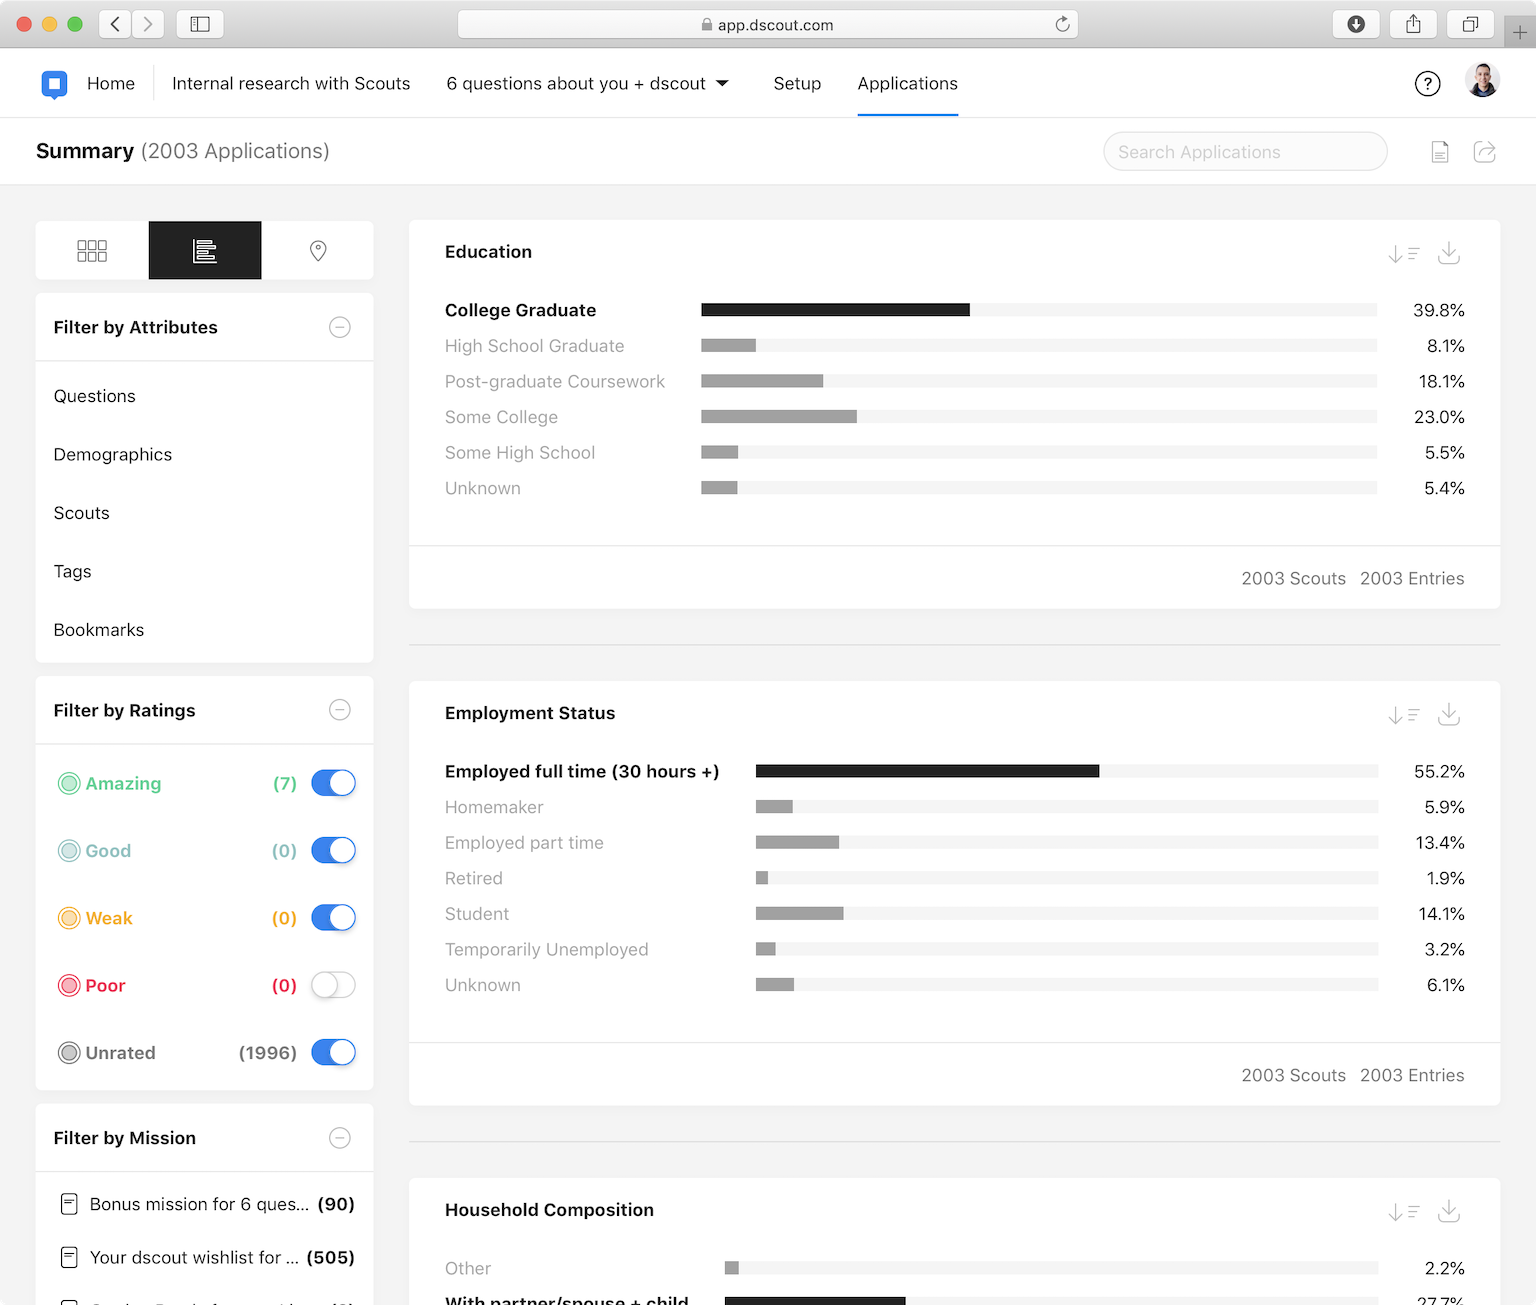 app.dscout.com
Home
Internal research with Scouts
6 questions about you + dscout
Setup
Applications
?
Summary (2003 Applications)
Search Applications
Filter by Attributes
Questions
Demographics
Scouts
Tags
Bookmarks
Filter by Ratings
Amazing (7)
Good (0)
Weak (0)
Poor (0)
Unrated (1996)
Filter by Mission
Bonus mission for 6 ques... (90)
Your dscout wishlist for ... (505)
Education
College Graduate 39.8%
High School Graduate 8.1%
Post-graduate Coursework 18.1%
Some College 23.0%
Some High School 5.5%
Unknown 5.4%
2003 Scouts 2003 Entries
Employment Status
Employed full time (30 hours +) 55.2%
Homemaker 5.9%
Employed part time 13.4%
Retired 1.9%
Student 14.1%
Temporarily Unemployed 3.2%
Unknown 6.1%
2003 Scouts 2003 Entries
Household Composition
Other 2.2%
With partner/spouse + child 27.7%